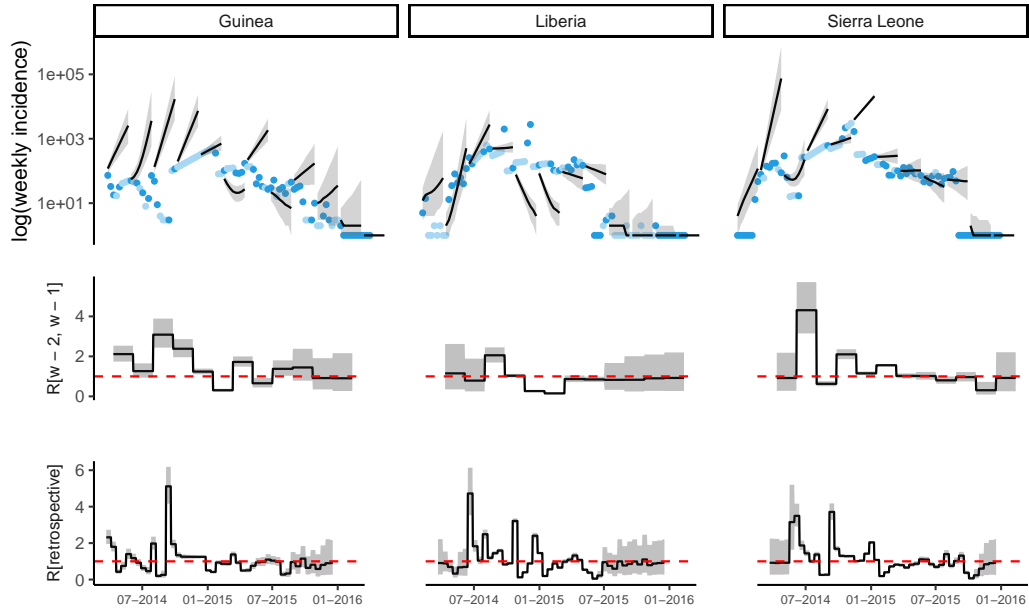 Guinea
Liberia
Sierra Leone
log(weekly incidence)
1e+05
1e+03
1e+01
R[w − 2, w − 1]
4
2
0
R[retrospective]
6
4
2
0
07−2014
01−2015
07−2015
01−2016
07−2014
01−2015
07−2015
01−2016
07−2014
01−2015
07−2015
01−2016